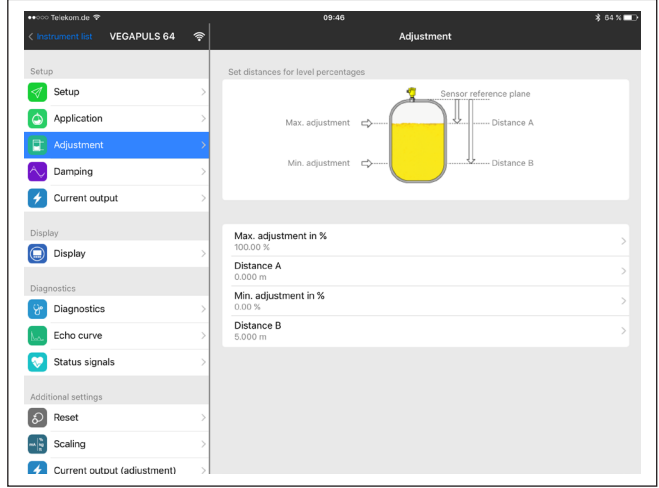 Telekom.de
09:46
64 %
Instrument list
VEGAPULS 64
Adjustment
Setup
Setup
Application
Adjustment
Damping
Current output
Display
Display
Diagnostics
Diagnostics
Echo curve
Status signals
Additional settings
Reset
Scaling
Current output (adjustment)
Set distances for level percentages
Sensor reference plane
Max. adjustment
Distance A
Min. adjustment
Distance B
Max. adjustment in %
100.00 %
Distance A
0.000 m
Min. adjustment in %
0.00 %
Distance B
5.000 m